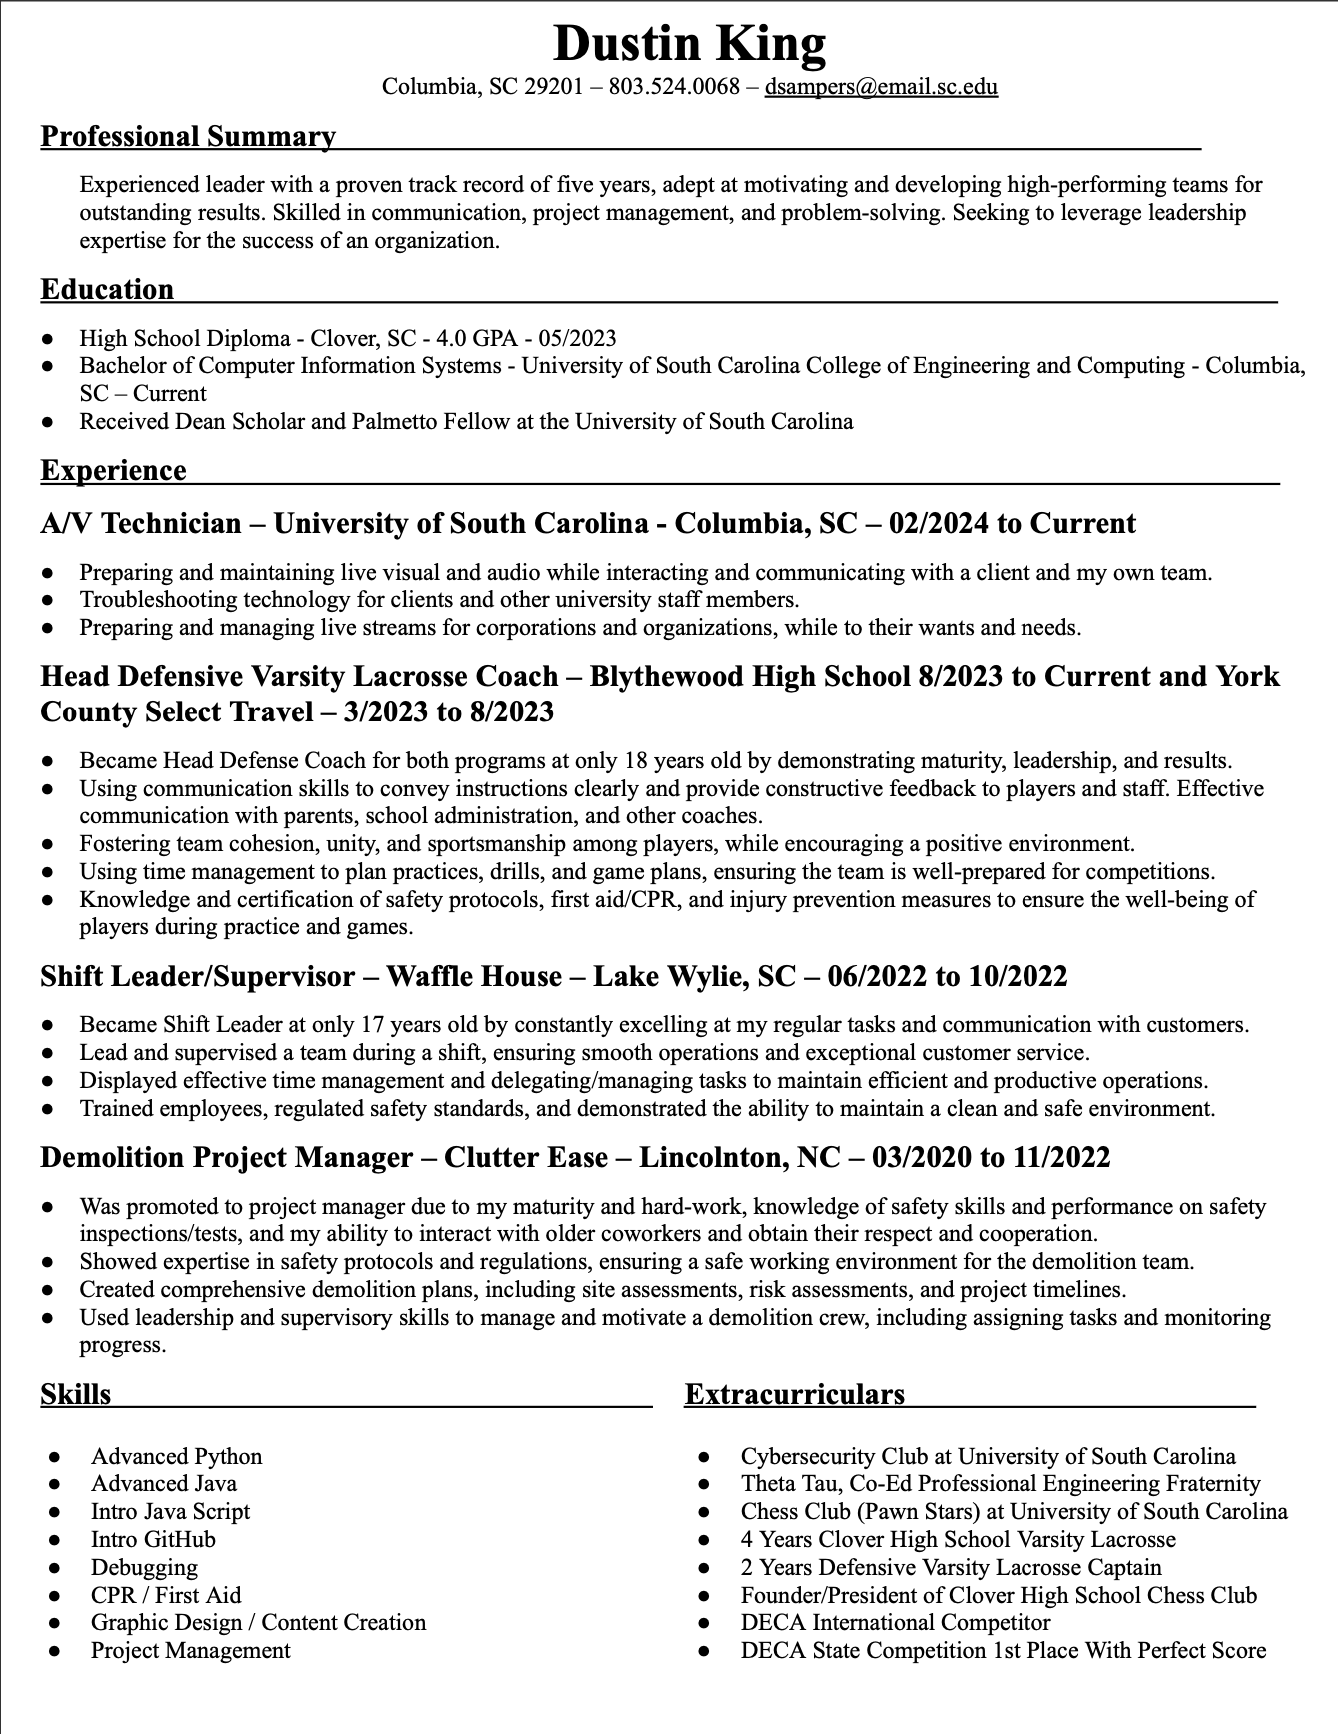 Dustin King
Columbia, SC 29201 – 803.524.0068 – dsampers@email.sc.edu
Professional Summary
Experienced leader with a proven track record of five years, adept at motivating and developing high-performing teams for
outstanding results. Skilled in communication, project management, and problem-solving. Seeking to leverage leadership
expertise for the success of an organization.
Education
● High School Diploma - Clover, SC - 4.0 GPA - 05/2023
● Bachelor of Computer Information Systems - University of South Carolina College of Engineering and Computing - Columbia,
SC – Current
● Received Dean Scholar and Palmetto Fellow at the University of South Carolina
Experience
A/V Technician – University of South Carolina - Columbia, SC – 02/2024 to Current
● Preparing and maintaining live visual and audio while interacting and communicating with a client and my own team.
● Troubleshooting technology for clients and other university staff members.
● Preparing and managing live streams for corporations and organizations, while to their wants and needs.
Head Defensive Varsity Lacrosse Coach – Blythewood High School 8/2023 to Current and York
County Select Travel – 3/2023 to 8/2023
● Became Head Defense Coach for both programs at only 18 years old by demonstrating maturity, leadership, and results.
● Using communication skills to convey instructions clearly and provide constructive feedback to players and staff. Effective
communication with parents, school administration, and other coaches.
● Fostering team cohesion, unity, and sportsmanship among players, while encouraging a positive environment.
● Using time management to plan practices, drills, and game plans, ensuring the team is well-prepared for competitions.
● Knowledge and certification of safety protocols, first aid/CPR, and injury prevention measures to ensure the well-being of
players during practice and games.
Shift Leader/Supervisor – Waffle House – Lake Wylie, SC – 06/2022 to 10/2022
● Became Shift Leader at only 17 years old by constantly excelling at my regular tasks and communication with customers.
● Lead and supervised a team during a shift, ensuring smooth operations and exceptional customer service.
● Displayed effective time management and delegating/managing tasks to maintain efficient and productive operations.
● Trained employees, regulated safety standards, and demonstrated the ability to maintain a clean and safe environment.
Demolition Project Manager – Clutter Ease – Lincolnton, NC – 03/2020 to 11/2022
● Was promoted to project manager due to my maturity and hard-work, knowledge of safety skills and performance on safety
inspections/tests, and my ability to interact with older coworkers and obtain their respect and cooperation.
● Showed expertise in safety protocols and regulations, ensuring a safe working environment for the demolition team.
● Created comprehensive demolition plans, including site assessments, risk assessments, and project timelines.
● Used leadership and supervisory skills to manage and motivate a demolition crew, including assigning tasks and monitoring
progress.
Skills
● Advanced Python
● Advanced Java
● Intro Java Script
● Intro GitHub
● Debugging
● CPR / First Aid
● Graphic Design / Content Creation
● Project Management
Extracurriculars
● Cybersecurity Club at University of South Carolina
● Theta Tau, Co-Ed Professional Engineering Fraternity
● Chess Club (Pawn Stars) at University of South Carolina
● 4 Years Clover High School Varsity Lacrosse
● 2 Years Defensive Varsity Lacrosse Captain
● Founder/President of Clover High School Chess Club
● DECA International Competitor
● DECA State Competition 1st Place With Perfect Score